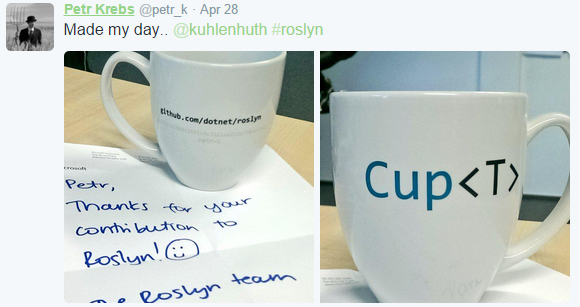 Petr Krebs @petr_k · Apr 28
Made my day.. @kuhlenhuth #roslyn
github.com/dotnet/roslyn
crosoft
Petr,
Thanks for your
contribution to
Roslyn! ☺
Roslyn team
Cup<T>